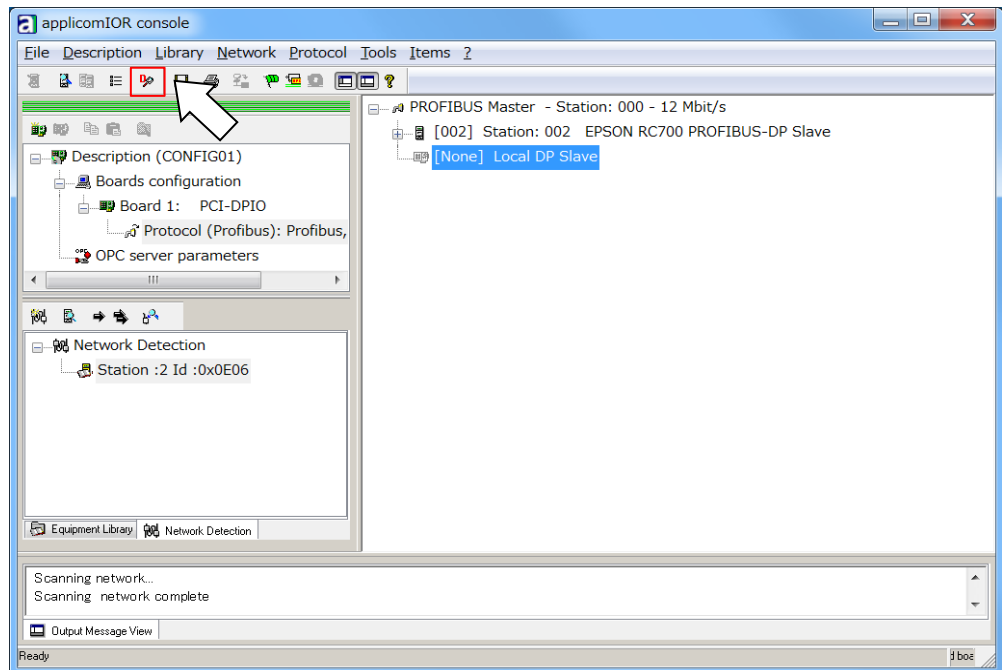 applicomIOR console
File Description Library Network Protocol Tools Items ?
PROFIBUS Master - Station: 000 - 12 Mbit/s
[002] Station: 002 EPSON RC700 PROFIBUS-DP Slave
[None] Local DP Slave
Description (CONFIG01)
Boards configuration
Board 1: PCI-DPIO
Protocol (Profibus): Profibus,
OPC server parameters
Network Detection
Station :2 Id :0x0E06
Equipment Library Network Detection
Scanning network...
Scanning network complete
Output Message View
Ready